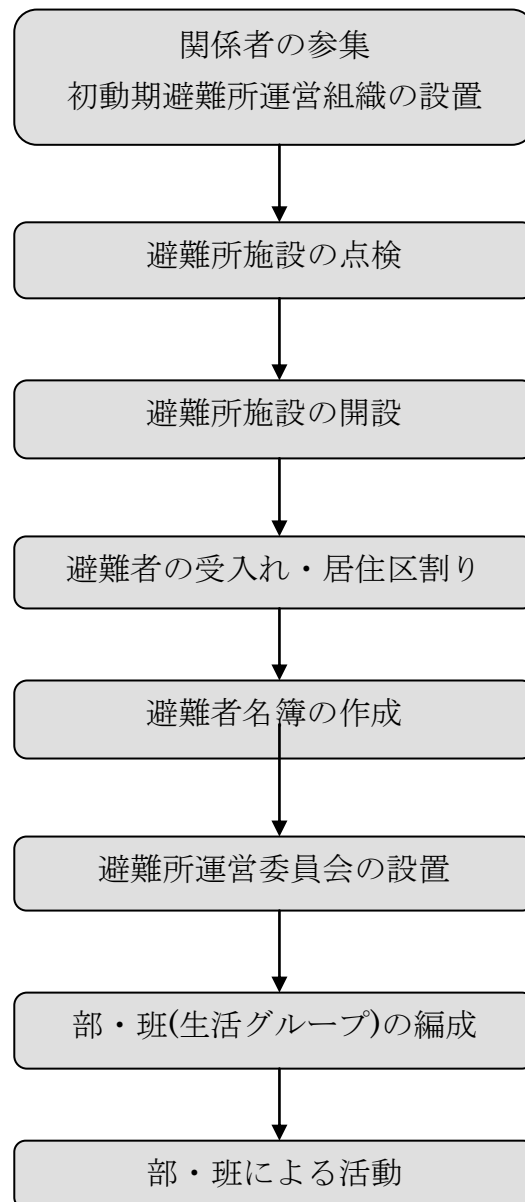 関係者の参集
初動期避難所運営組織の設置
避難所施設の点検
避難所施設の開設
避難者の受入れ・居住区割り
避難者名簿の作成
避難所運営委員会の設置
部・班(生活グループ)の編成
部・班による活動